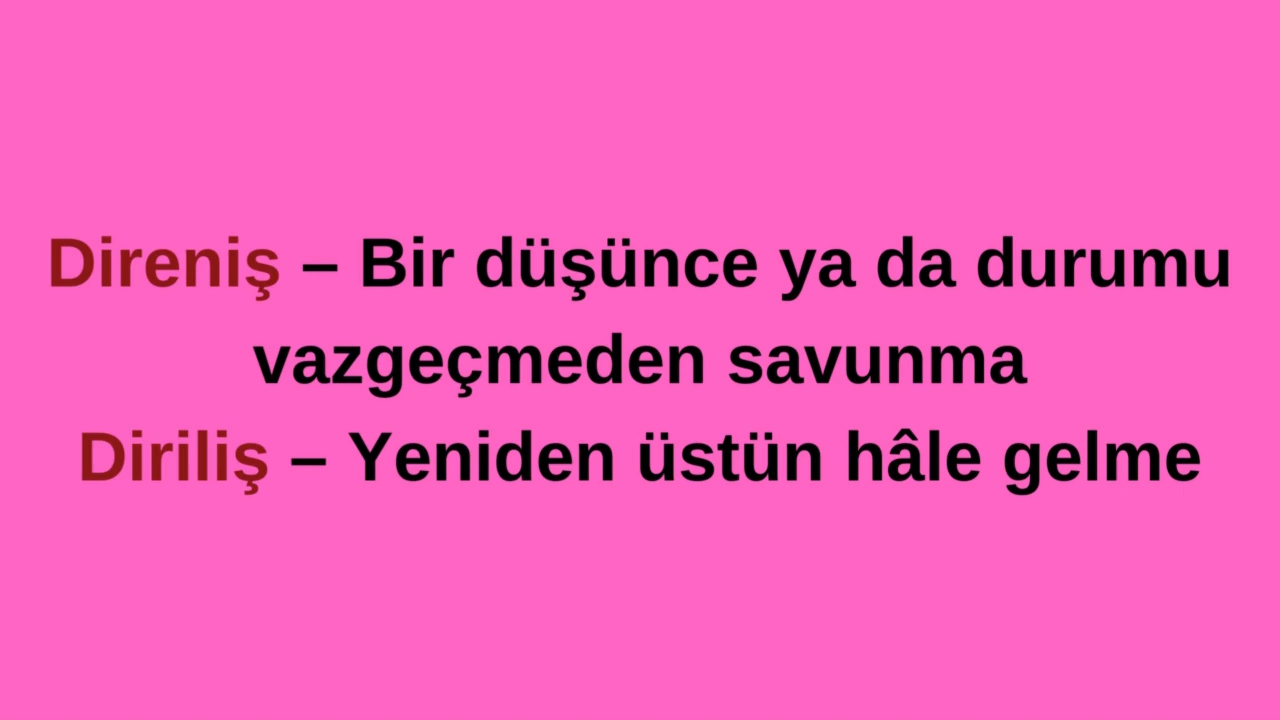 Direniş – Bir düşünce ya da durumu
vazgeçmeden savunma
Diriliş – Yeniden üstün hâle gelme